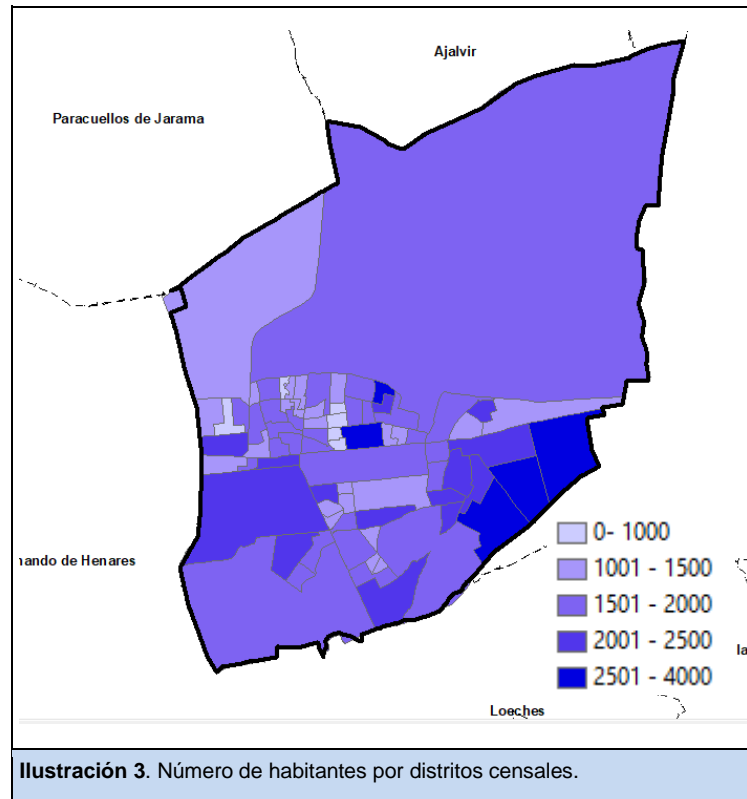 Ajalvir
Paracuellos de Jarama
nando de Henares
0- 1000
1001 - 1500
1501 - 2000
2001 - 2500
2501 - 4000
la
Loeches
Ilustración 3. Número de habitantes por distritos censales.